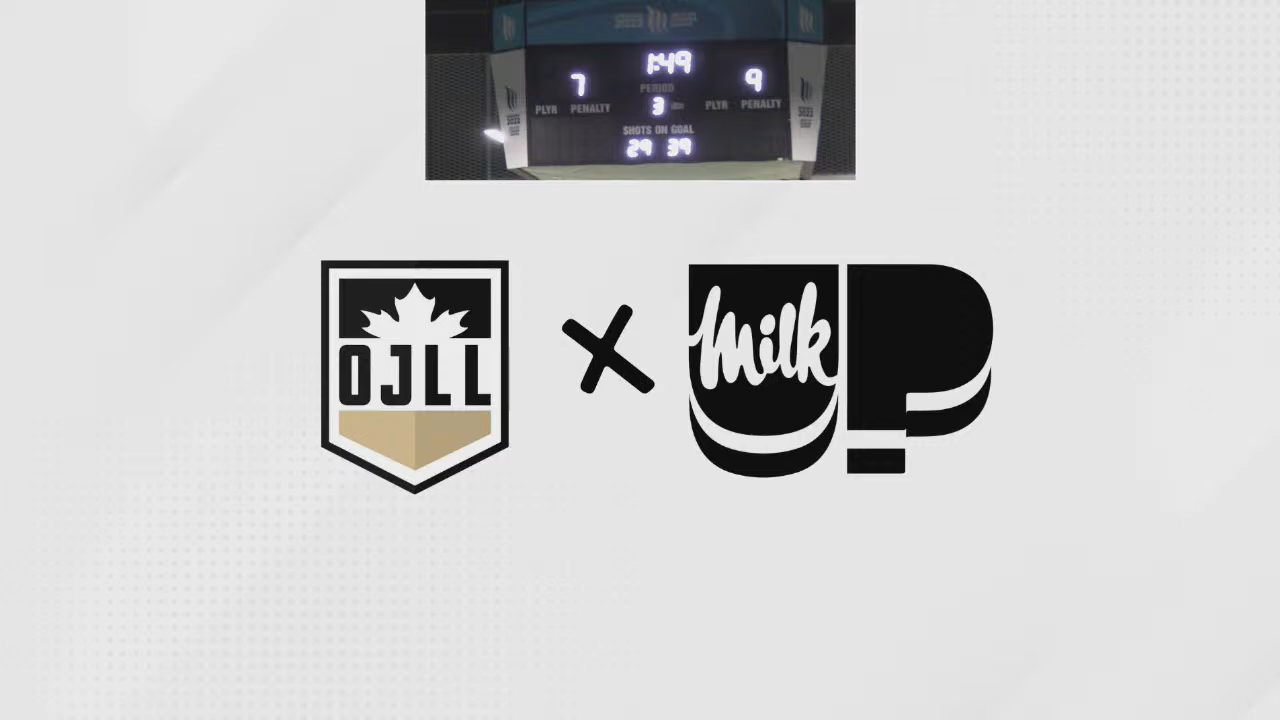 1:49
7 PERIOD 9
PLYR PENALTY 3 PLYR PENALTY
SHOTS ON GOAL
29 39
OJLL x milk UP